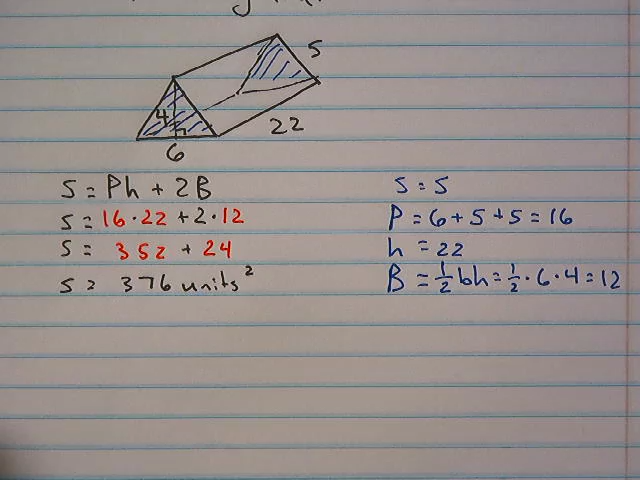 5
4
22
6
S = Ph + 2B
S = 16·22 + 2·12
S = 352 + 24
S = 376 units²
s = 5
P = 6 + 5 + 5 = 16
h = 22
B = ½bh = ½·6·4 = 12